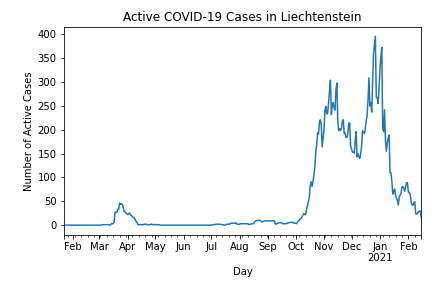 Active COVID-19 Cases in Liechtenstein
Number of Active Cases
400
350
300
250
200
150
100
50
0
Feb Mar Apr May Jun Jul Aug Sep Oct Nov Dec Jan Feb
2021
Day